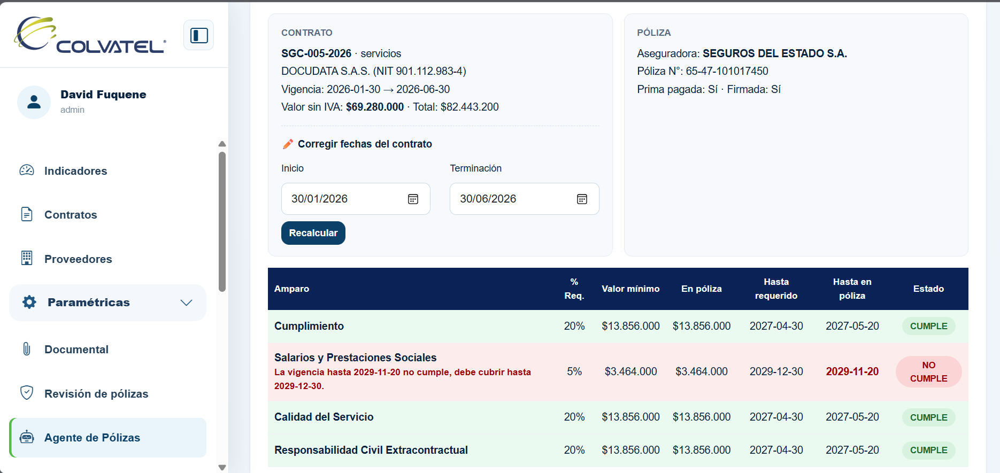 COLVATEL®
David Fuquene
admin
Indicadores
Contratos
Proveedores
Paramétricas
Documental
Revisión de pólizas
Agente de Pólizas
CONTRATO
SGC-005-2026 · servicios
DOCUDATA S.A.S. (NIT 901.112.983-4)
Vigencia: 2026-01-30 → 2026-06-30
Valor sin IVA: $69.280.000 · Total: $82.443.200
Corregir fechas del contrato
Inicio Terminación
30/01/2026 30/06/2026
Recalcular
PÓLIZA
Aseguradora: SEGUROS DEL ESTADO S.A.
Póliza N°: 65-47-101017450
Prima pagada: Sí · Firmada: Sí
Amparo % Req. Valor mínimo En póliza Hasta requerido Hasta en póliza Estado
Cumplimiento 20% $13.856.000 $13.856.000 2027-04-30 2027-05-20 CUMPLE
Salarios y Prestaciones Sociales
La vigencia hasta 2029-11-20 no cumple, debe cubrir hasta
2029-12-30.
5% $3.464.000 $3.464.000 2029-12-30 2029-11-20 NO CUMPLE
Calidad del Servicio 20% $13.856.000 $13.856.000 2027-04-30 2027-05-20 CUMPLE
Responsabilidad Civil Extracontractual 20% $13.856.000 $13.856.000 2027-04-30 2027-05-20 CUMPLE